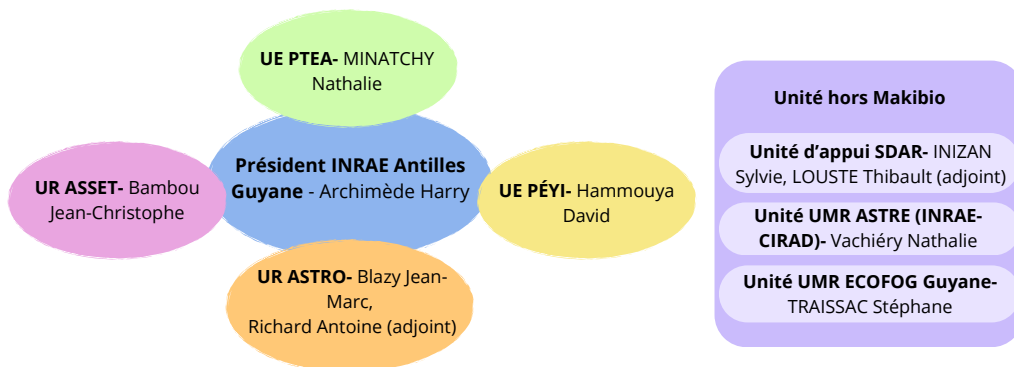 UE PTEA- MINATCHY
Nathalie
Président INRAE Antilles
Guyane - Archimède Harry
UR ASSET- Bambou
Jean-Christophe
UE PÉYI- Hammouya
David
UR ASTRO- Blazy Jean-
Marc,
Richard Antoine (adjoint)
Unité hors Makibio
Unité d’appui SDAR- INIZAN
Sylvie, LOUSTE Thibault (adjoint)
Unité UMR ASTRE (INRAE-
CIRAD)- Vachiéry Nathalie
Unité UMR ECOFOG Guyane-
TRAISSAC Stéphane